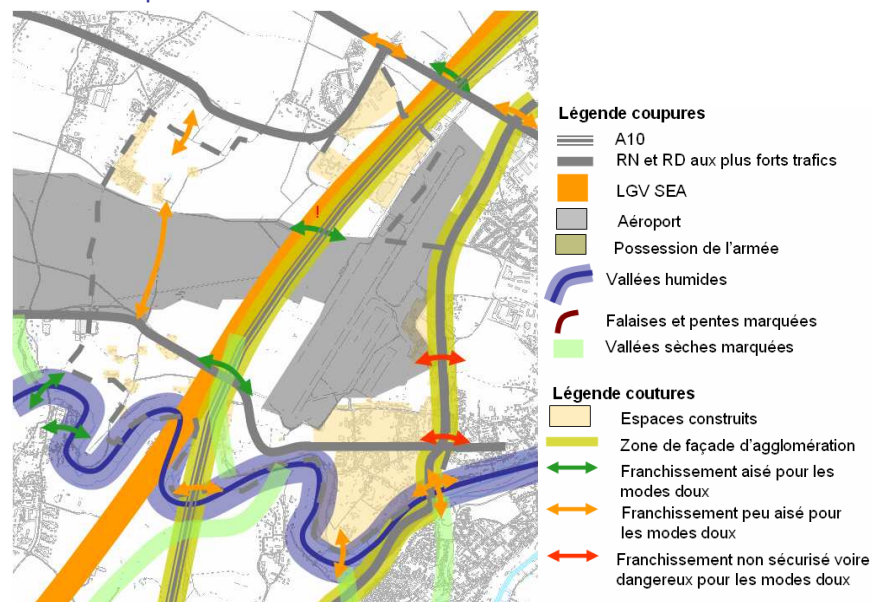 !
Légende coupures
A10
RN et RD aux plus forts trafics
LGV SEA
Aéroport
Possession de l'armée
Vallées humides
Falaises et pentes marquées
Vallées sèches marquées
Légende coutures
Espaces construits
Zone de façade d'agglomération
Franchissement aisé pour les
modes doux
Franchissement peu aisé pour
les modes doux
Franchissement non sécurisé voire
dangereux pour les modes doux